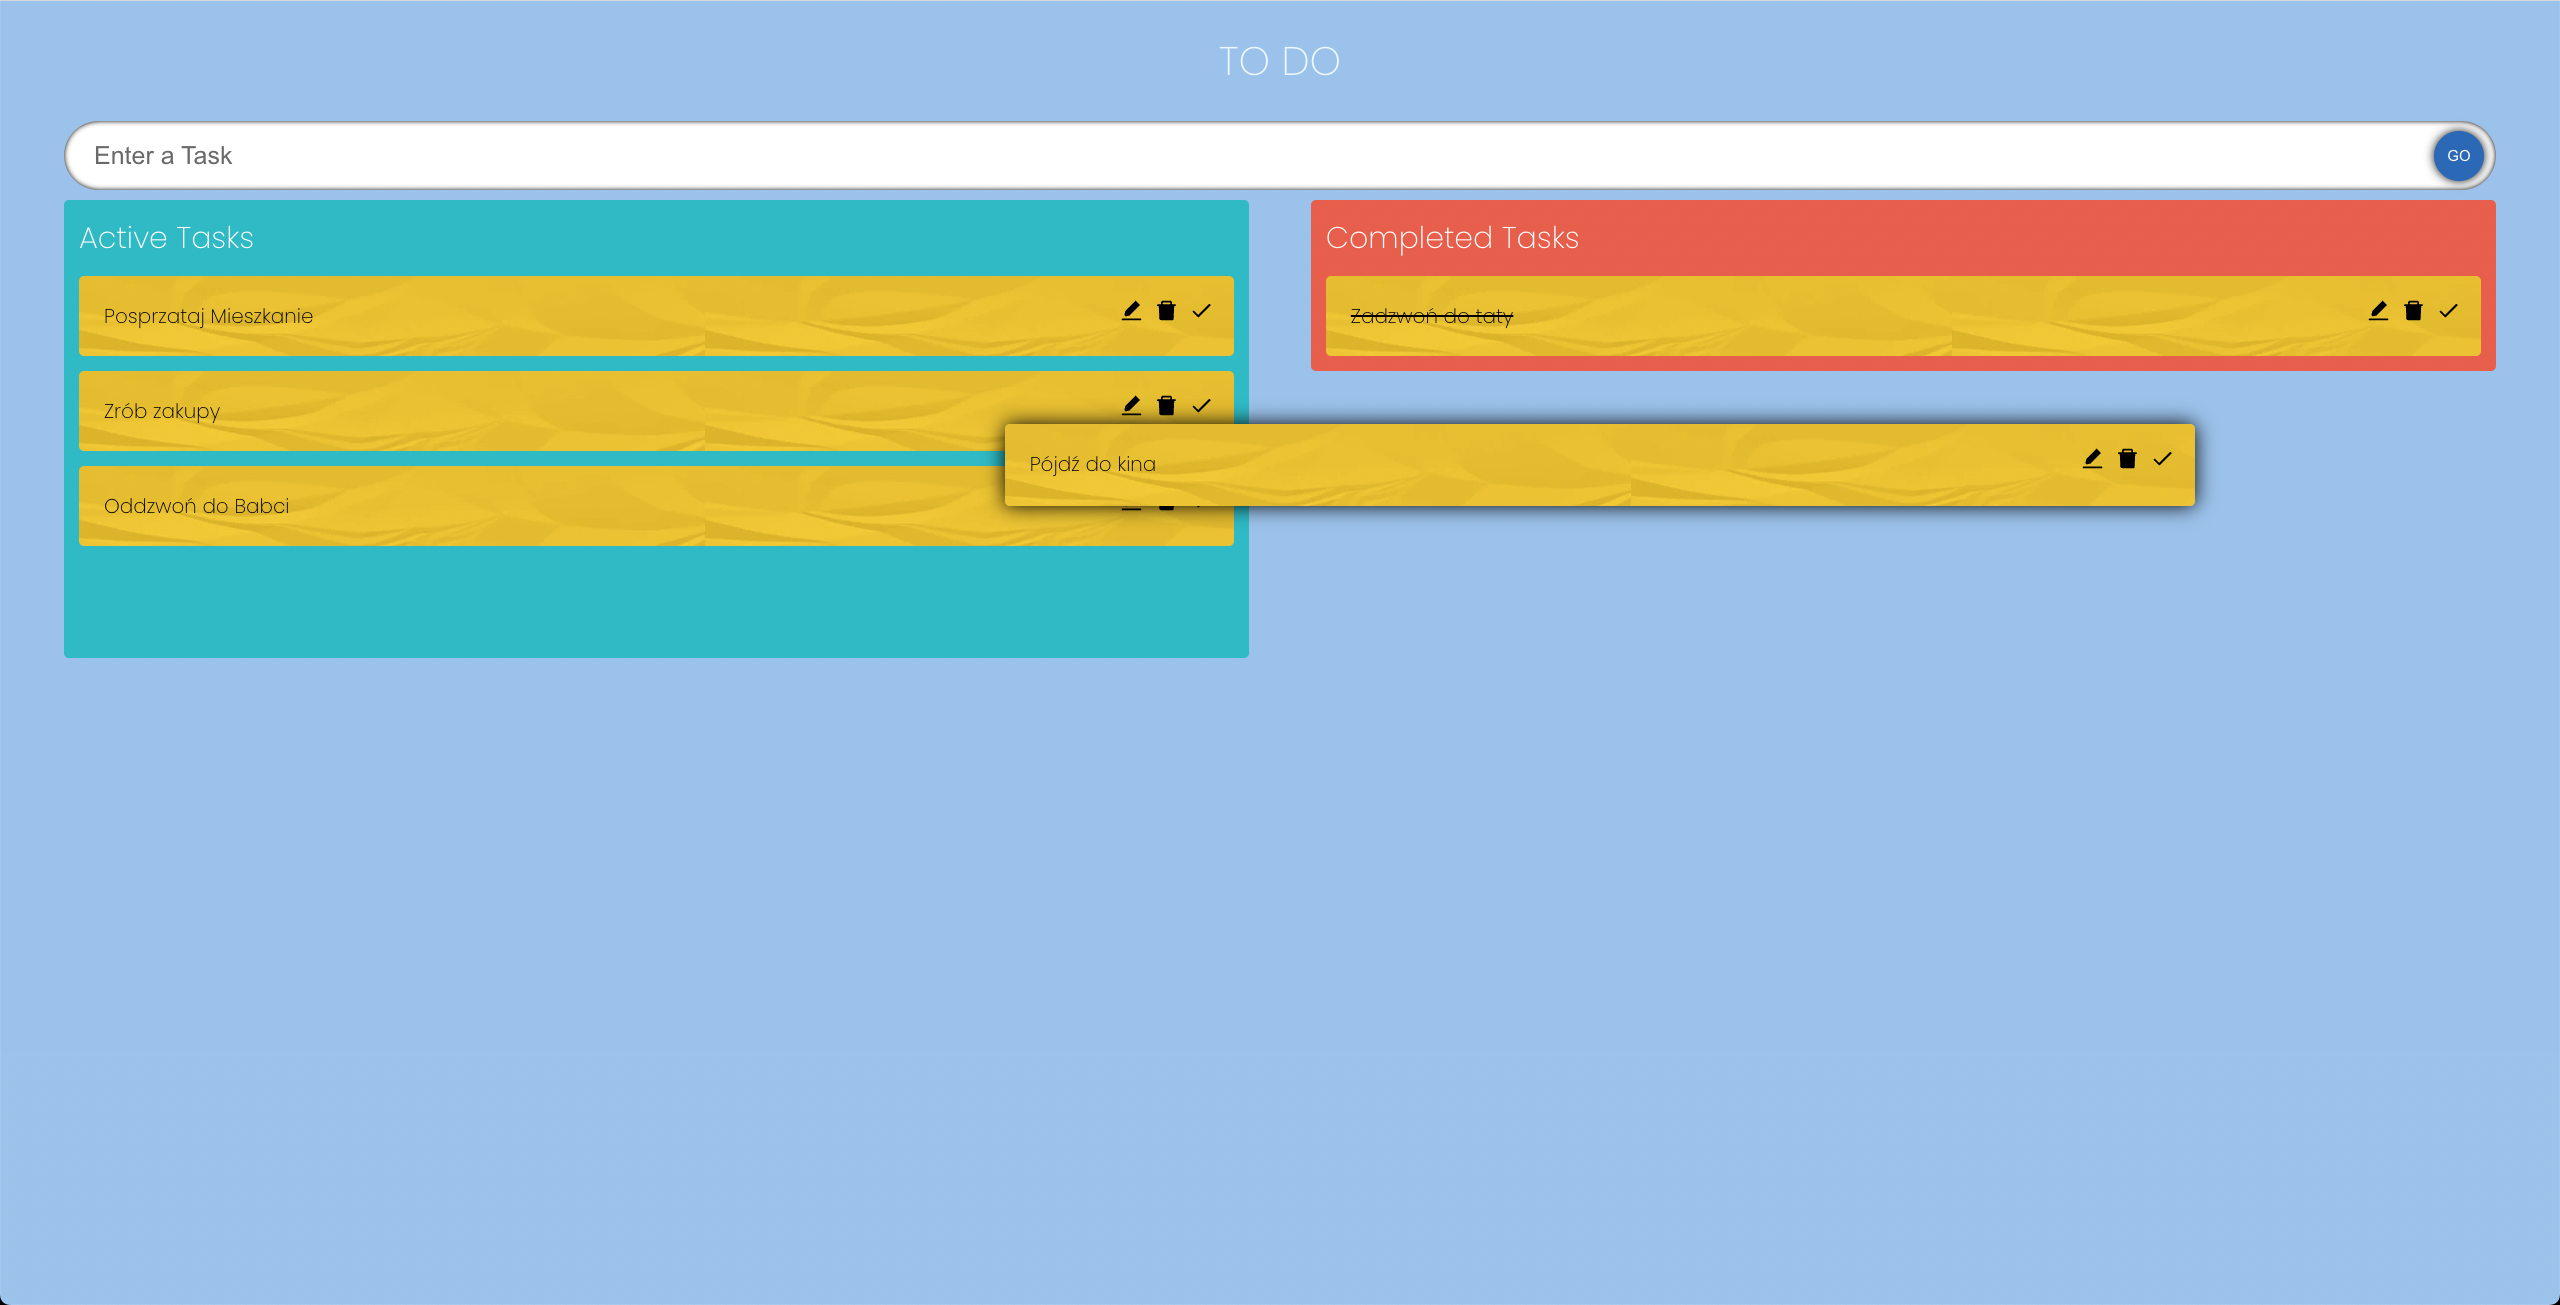 TO DO
Enter a Task
GO
Active Tasks
Posprzataj Mieszkanie
Zrób zakupy
Oddzwoń do Babci
Completed Tasks
Zadzwoń do taty
Pójdź do kina